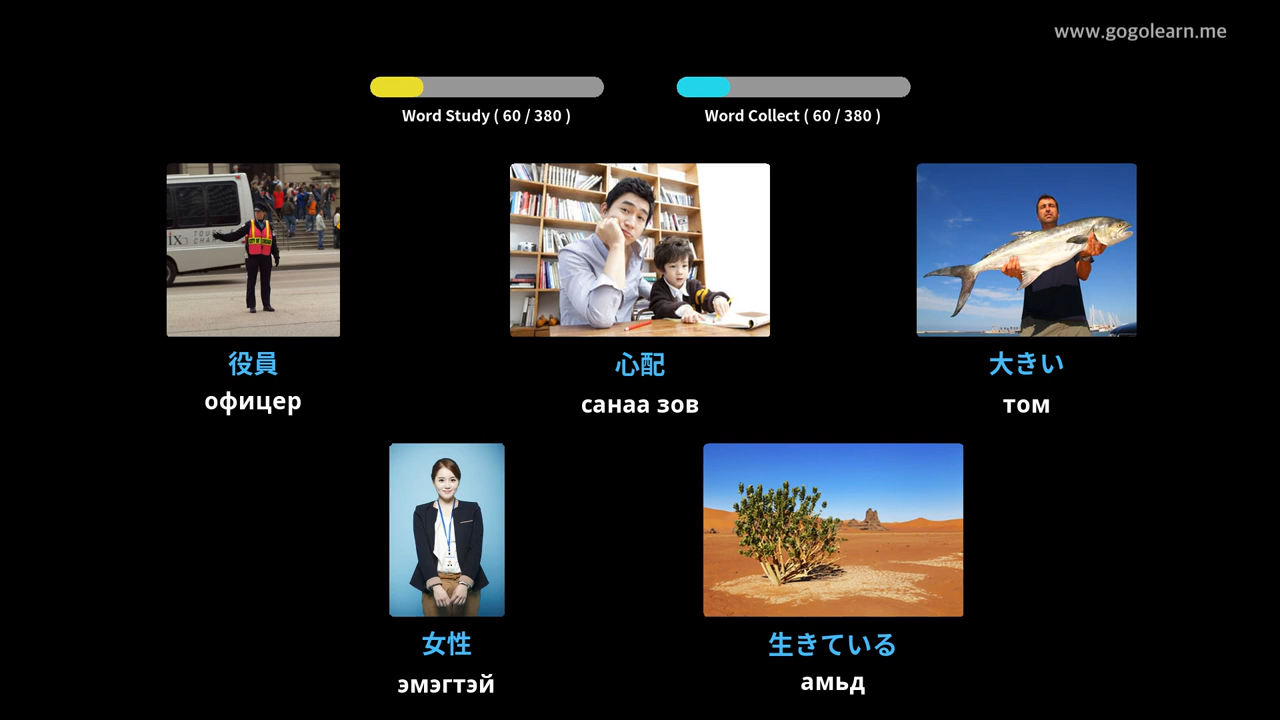 www.gogolearn.me
Word Study ( 60 / 380 )
Word Collect ( 60 / 380 )
役員
офицер
心配
санаа зов
大きい
том
女性
эмэгтэй
生きている
амьд